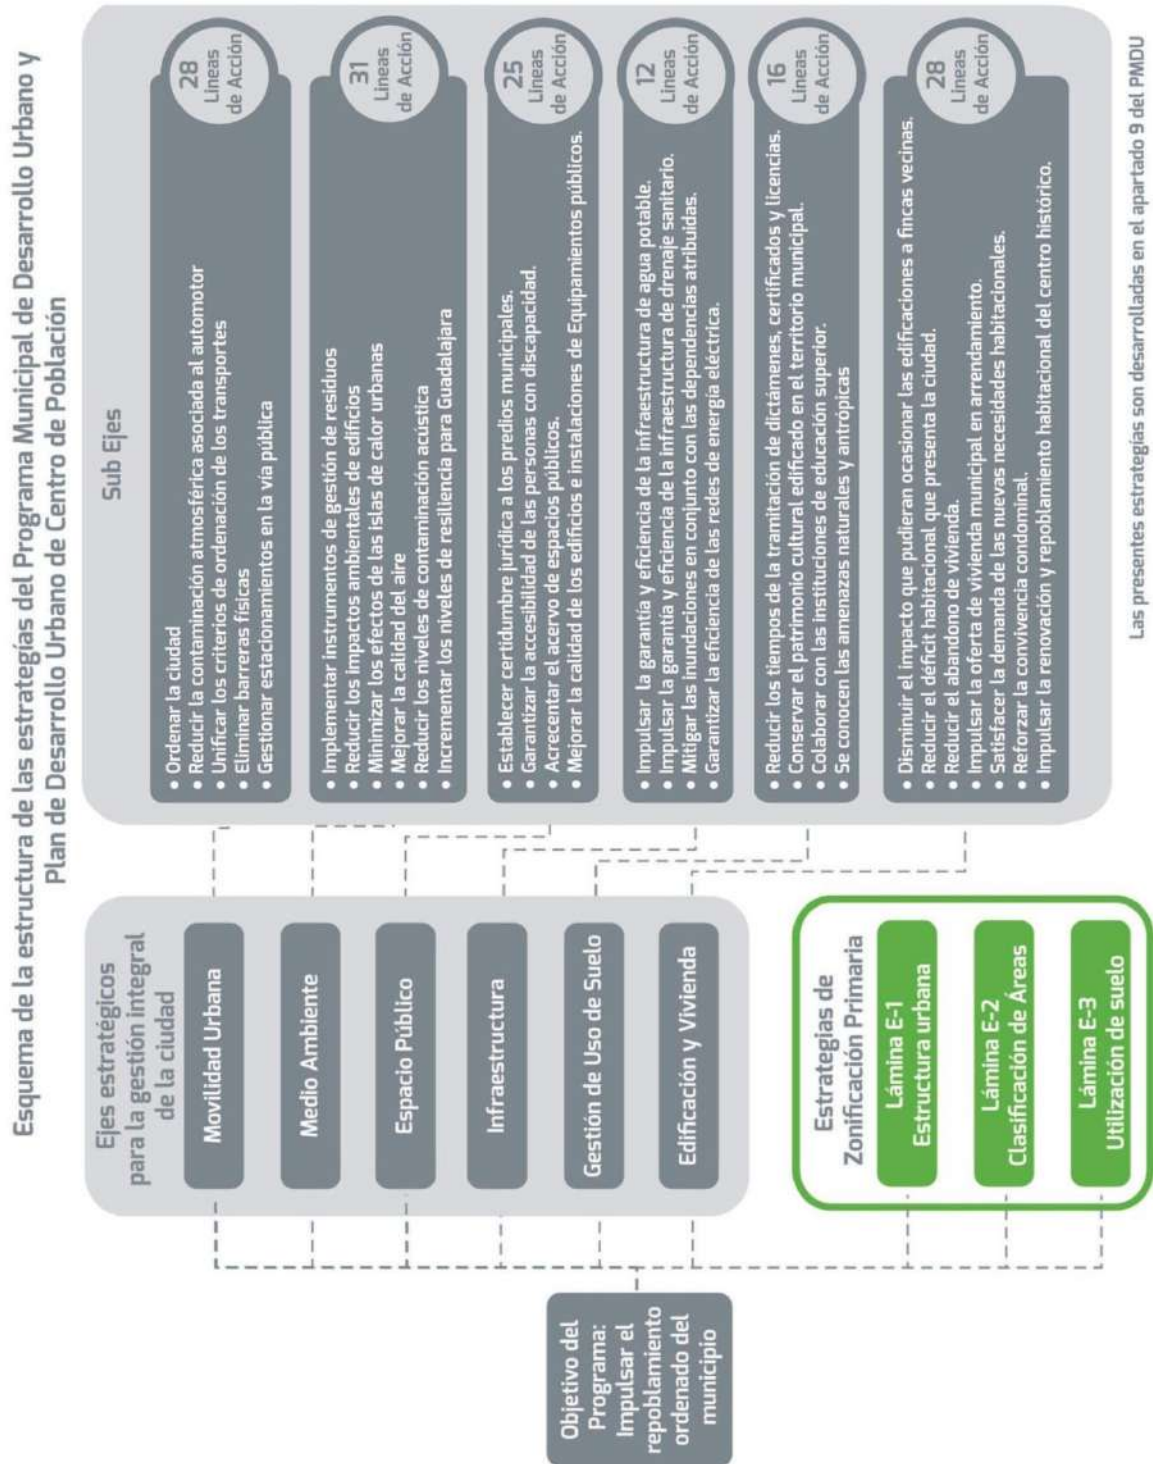 Esquema de la estructura de las estrategías del Programa Municipal de Desarrollo Urbano y
Plan de Desarrollo Urbano de Centro de Población
Objetivo del
Programa:
Impulsar el
repoblamiento
ordenado del
municipio
Ejes estratégicos
para la gestión integral
de la ciudad
Movilidad Urbana
Medio Ambiente
Espacio Público
Infraestructura
Gestión de Uso de Suelo
Edificación y Vivienda
Estrategias de
Zonificación Primaria
Lámina E-1
Estructura urbana
Lámina E-2
Clasificación de Áreas
Lámina E-3
Utilización de suelo
Sub Ejes
• Ordenar la ciudad
• Reducir la contaminación atmosférica asociada al automotor
• Unificar los criterios de ordenación de los transportes
• Eliminar barreras físicas
• Gestionar estacionamientos en la vía pública
28
Líneas
de Acción
• Implementar instrumentos de gestión de residuos
• Reducir los impactos ambientales de edificios
• Minimizar los efectos de las islas de calor urbanas
• Mejorar la calidad del aire
• Reducir los niveles de contaminación acústica
• Incrementar los niveles de resiliencia para Guadalajara
31
Líneas
de Acción
• Establecer certidumbre jurídica a los predios municipales.
• Garantizar la accesibilidad de las personas con discapacidad.
• Acrecentar el acervo de espacios públicos.
• Mejorar la calidad de los edificios e instalaciones de Equipamientos públicos.
25
Líneas
de Acción
• Impulsar la garantía y eficiencia de la infraestructura de agua potable.
• Impulsar la garantía y eficiencia de la infraestructura de drenaje sanitario.
• Mitigar las inundaciones en conjunto con las dependencias atribuidas.
• Garantizar la eficiencia de las redes de energía eléctrica.
12
Líneas
de Acción
• Reducir los tiempos de la tramitación de dictámenes, certificados y licencias.
• Conservar el patrimonio cultural edificado en el territorio municipal.
• Colaborar con las instituciones de educación superior.
• Se conocen las amenazas naturales y antrópicas
16
Líneas
de Acción
• Disminuir el impacto que pudieran ocasionar las edificaciones a fincas vecinas.
• Reducir el déficit habitacional que presenta la ciudad.
• Reducir el abandono de vivienda.
• Impulsar la oferta de vivienda municipal en arrendamiento.
• Satisfacer la demanda de las nuevas necesidades habitacionales.
• Reforzar la convivencia condominal.
• Impulsar la renovación y repoblamiento habitacional del centro histórico.
28
Líneas
de Acción
Las presentes estrategías son desarrolladas en el apartado 9 del PMDU